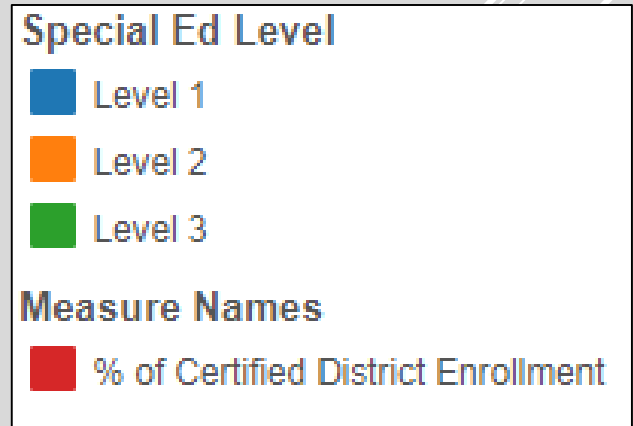 Special Ed Level
Level 1
Level 2
Level 3
Measure Names
% of Certified District Enrollment